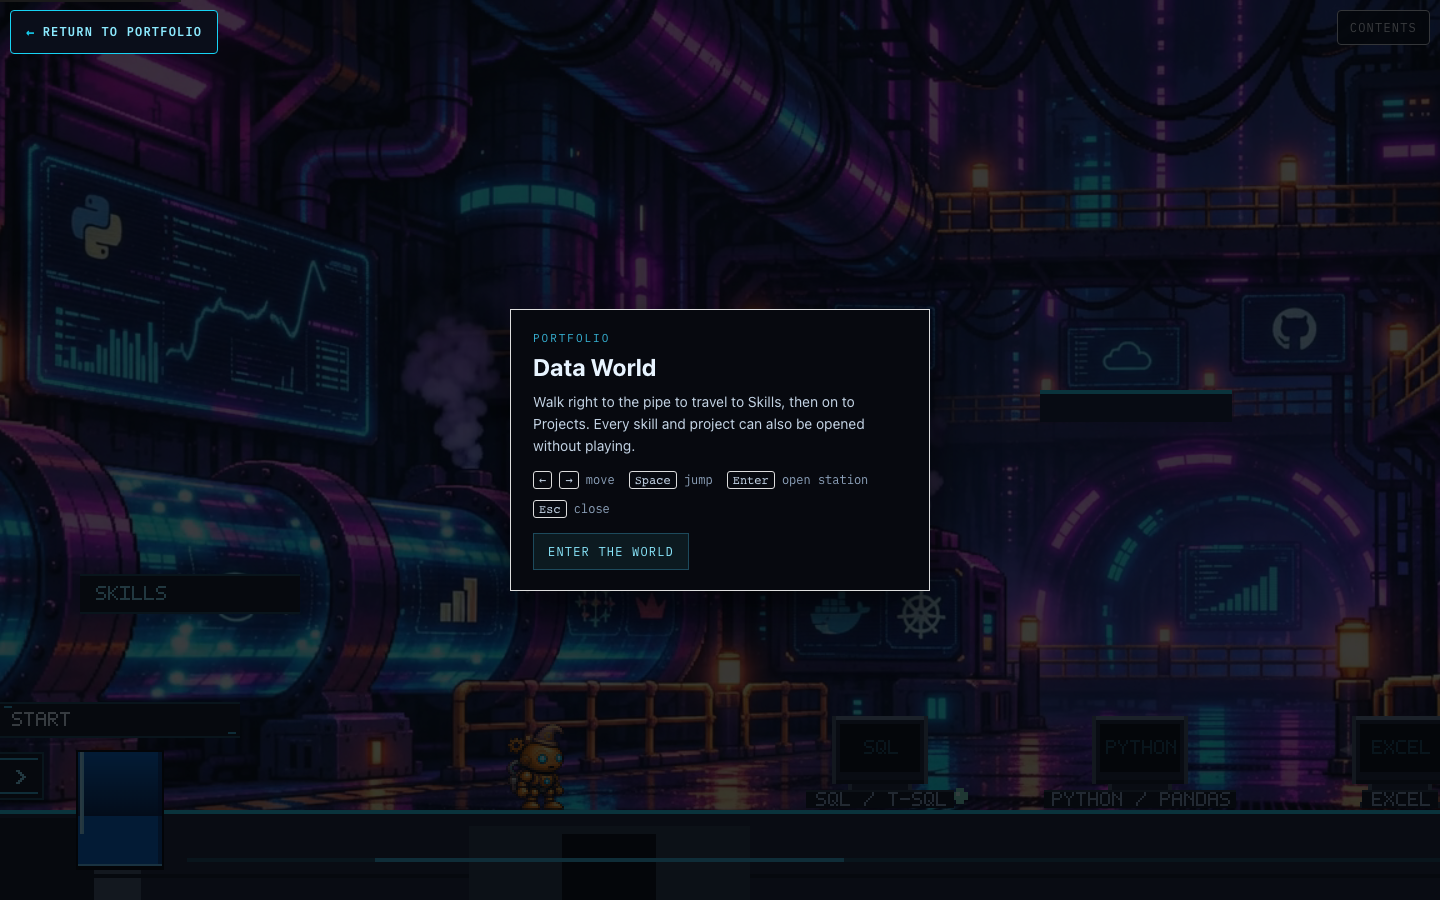 ← RETURN TO PORTFOLIO
CONTENTS
PORTFOLIO
Data World
Walk right to the pipe to travel to Skills, then on to
Projects. Every skill and project can also be opened
without playing.
← → move Space jump Enter open station
Esc close
ENTER THE WORLD
SKILLS
START
SQL
PYTHON
EXCEL
SQL / T-SQL
PYTHON / PANDAS
EXCEL